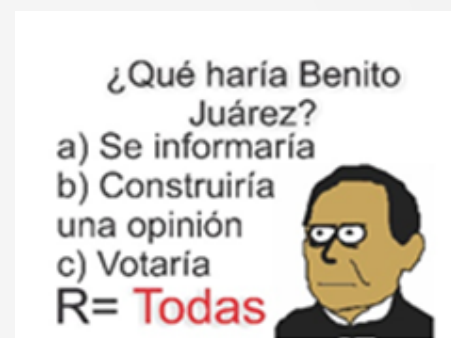 ¿Qué haría Benito
Juárez?
a) Se informaría
b) Construiría
una opinión
c) Votaría
R= Todas